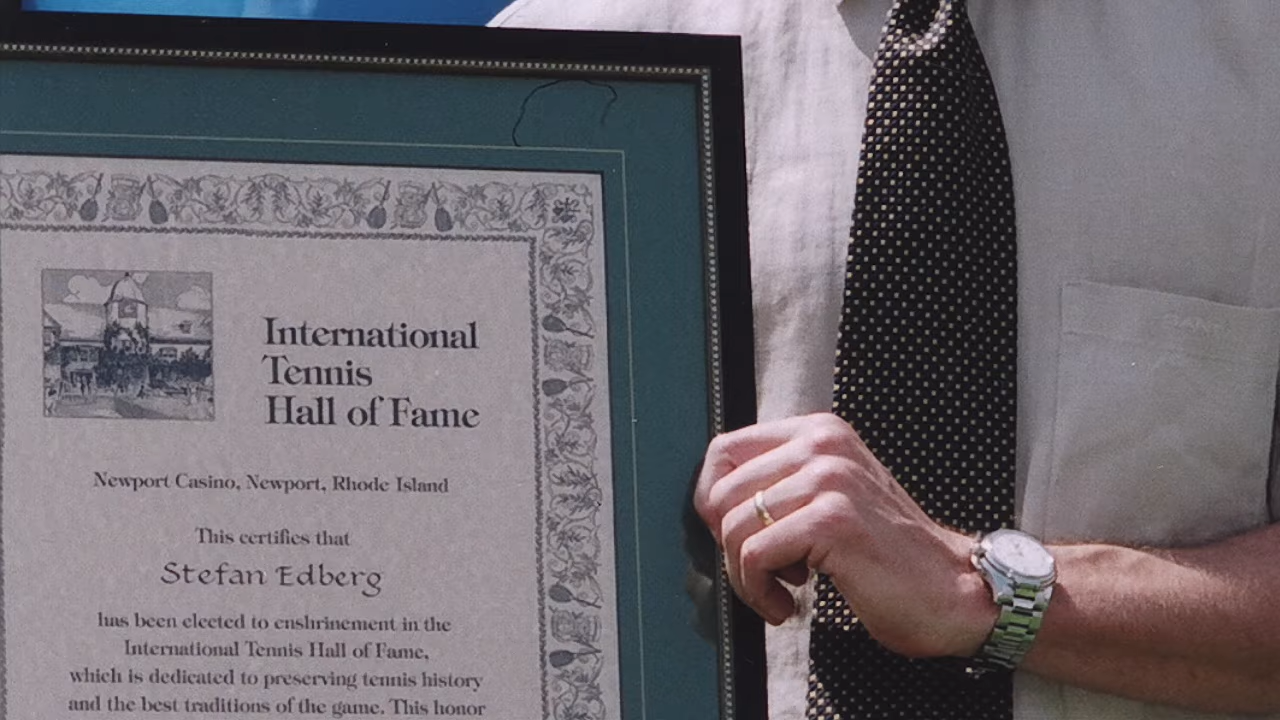 International
Tennis
Hall of Fame
Newport Casino, Newport, Rhode Island
This certifies that
Stefan Edberg
has been elected to enshrinement in the
International Tennis Hall of Fame,
which is dedicated to preserving tennis history
and the best traditions of the game. This honor
GANT